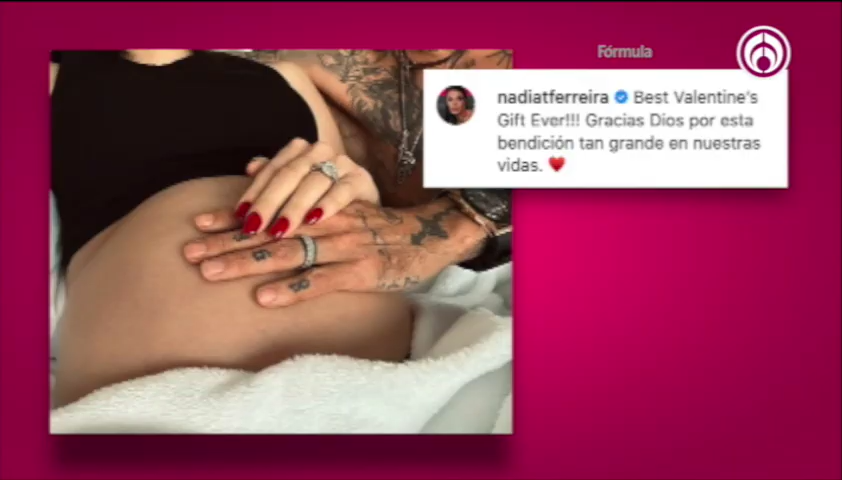 Fórmula
nadiatferreira Best Valentine's
Gift Ever!!! Gracias Dios por esta
bendición tan grande en nuestras
vidas.